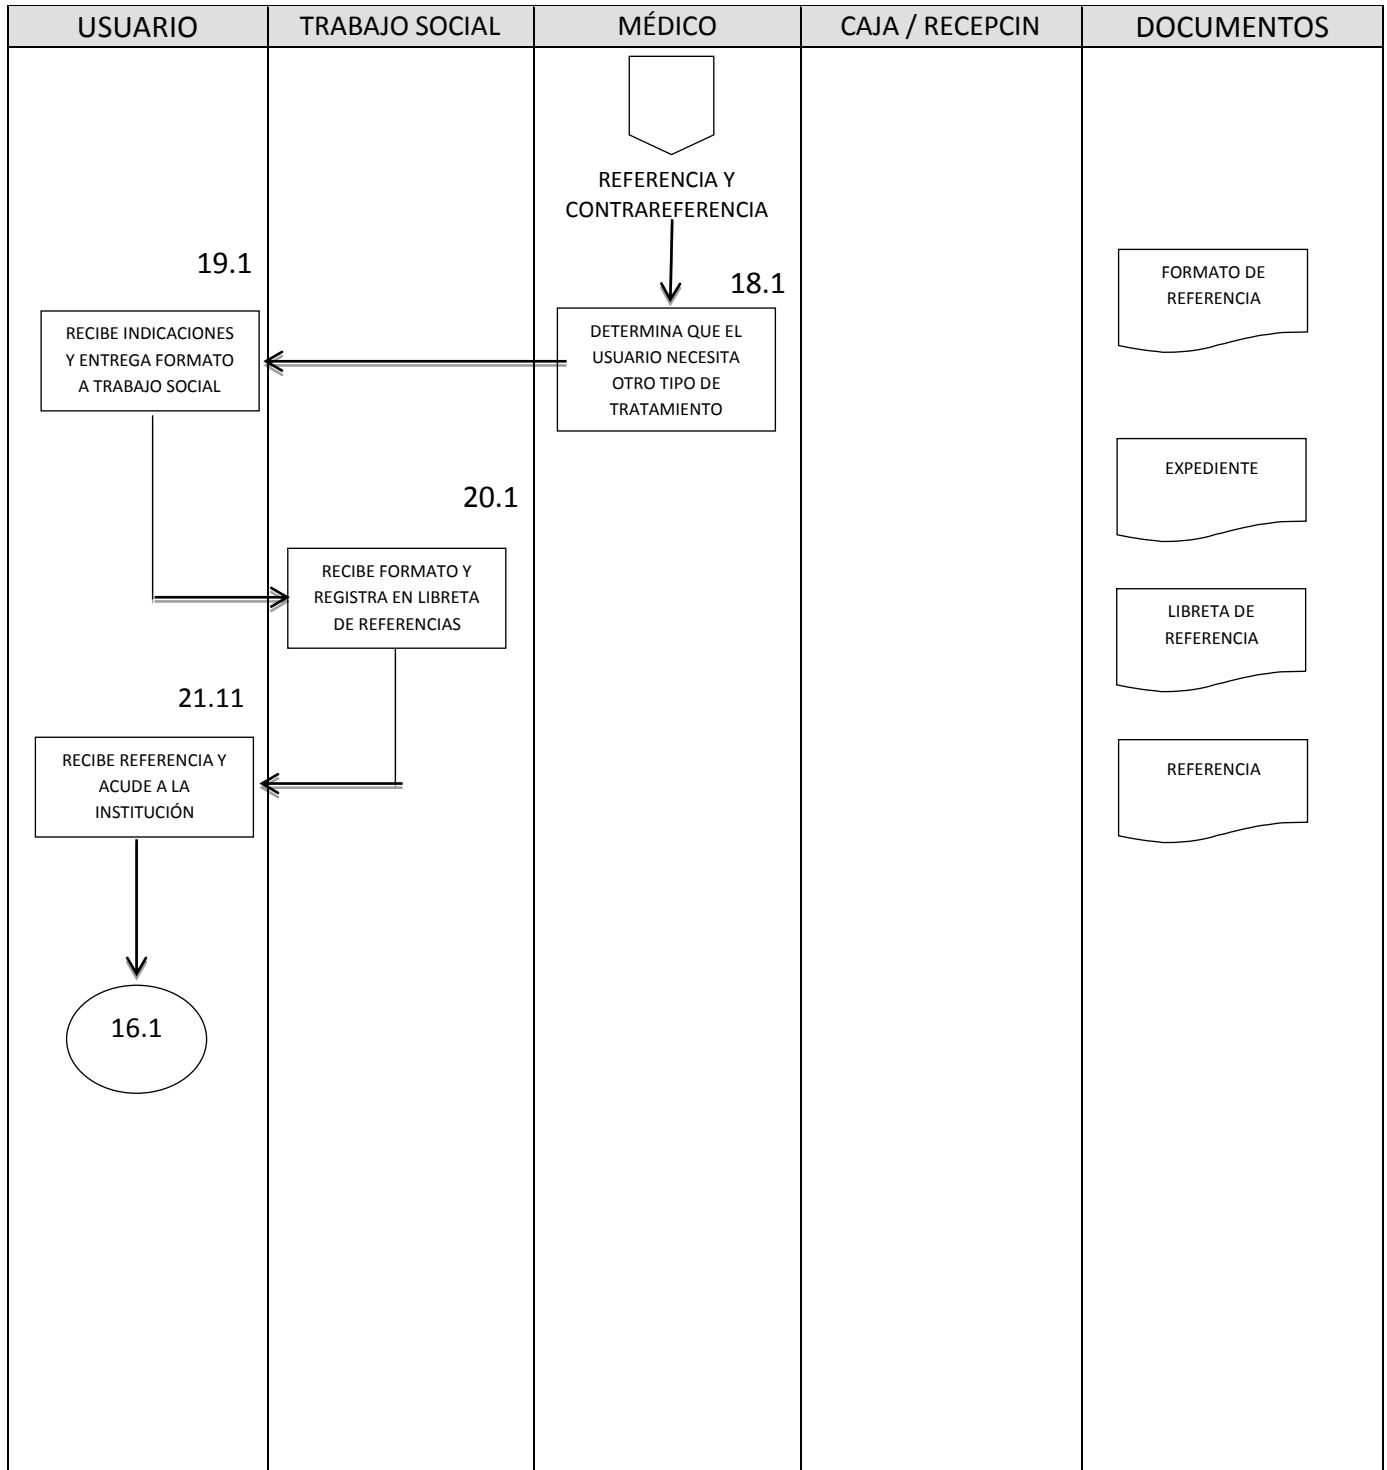 USUARIO
TRABAJO SOCIAL
MÉDICO
CAJA / RECEPCIN
DOCUMENTOS
REFERENCIA Y
CONTRAREFERENCIA
18.1
DETERMINA QUE EL
USUARIO NECESITA
OTRO TIPO DE
TRATAMIENTO
19.1
RECIBE INDICACIONES
Y ENTREGA FORMATO
A TRABAJO SOCIAL
20.1
RECIBE FORMATO Y
REGISTRA EN LIBRETA
DE REFERENCIAS
21.11
RECIBE REFERENCIA Y
ACUDE A LA
INSTITUCIÓN
16.1
FORMATO DE
REFERENCIA
EXPEDIENTE
LIBRETA DE
REFERENCIA
REFERENCIA